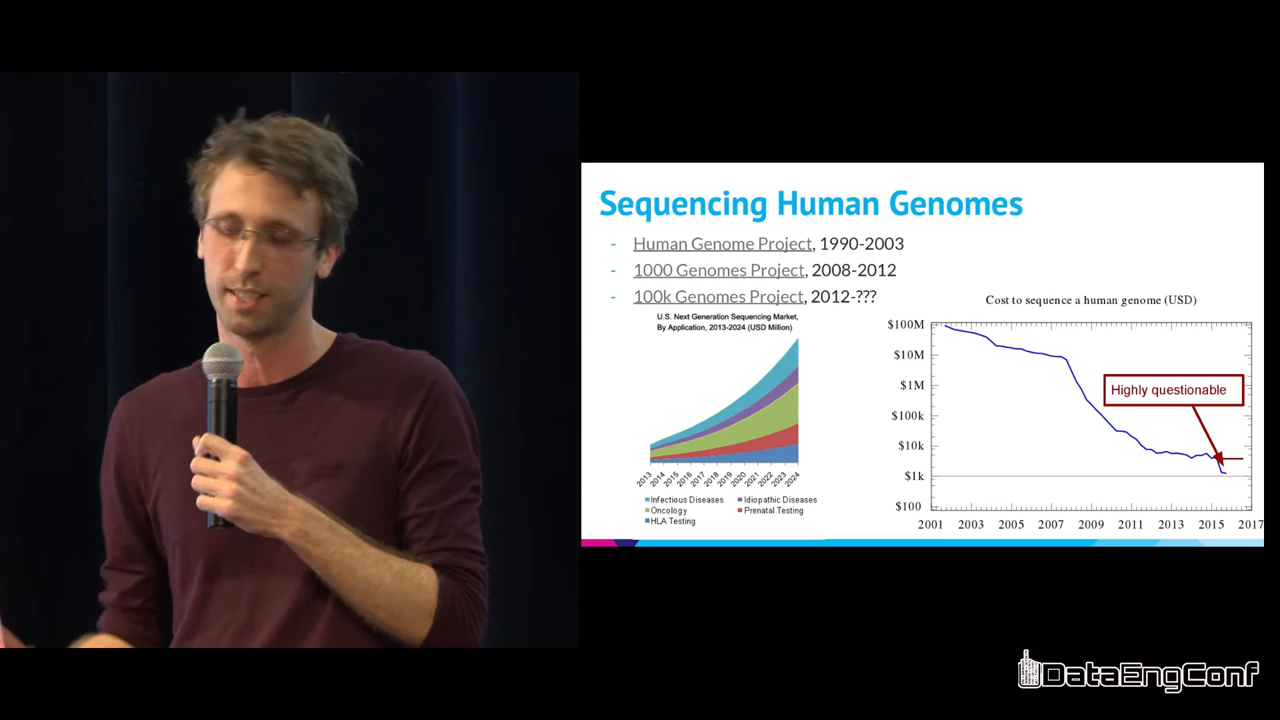 Sequencing Human Genomes
- Human Genome Project, 1990-2003
- 1000 Genomes Project, 2008-2012
- 100k Genomes Project, 2012-???
U.S. Next Generation Sequencing Market,
By Application, 2013-2024 (USD Million)
2013 2014 2015 2016 2017 2018 2019 2020 2021 2022 2023 2024
Infectious Diseases Idiopathic Diseases
Oncology Prenatal Testing
HLA Testing
Cost to sequence a human genome (USD)
$100M
$10M
$1M
Highly questionable
$100k
$10k
$1k
$100
2001 2003 2005 2007 2009 2011 2013 2015 2017
DataEngConf